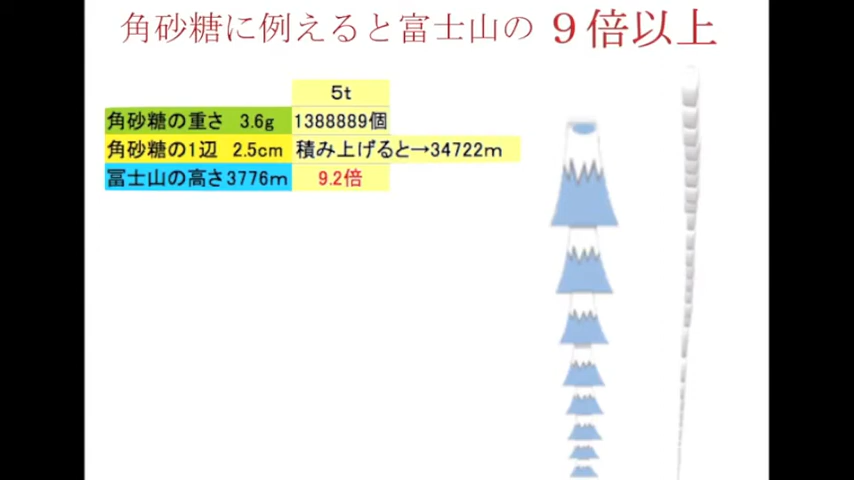 角砂糖に例えると富士山の９倍以上
5t
角砂糖の重さ 3.6g 1388889個
角砂糖の1辺 2.5cm 積み上げると→34722m
冨士山の高さ3776m 9.2倍